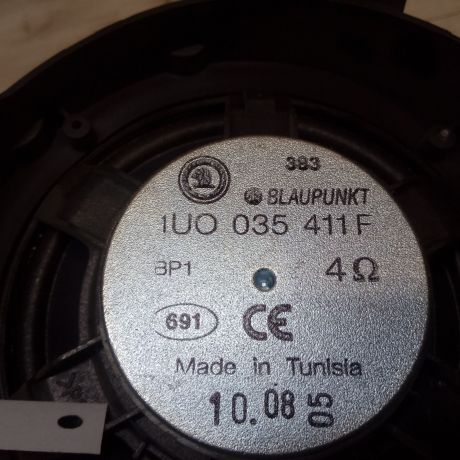 383
BLAUPUNKT
1U0 035 411 F
BP1 4Ω
691 CE
Made in Tunisia
10.08 05